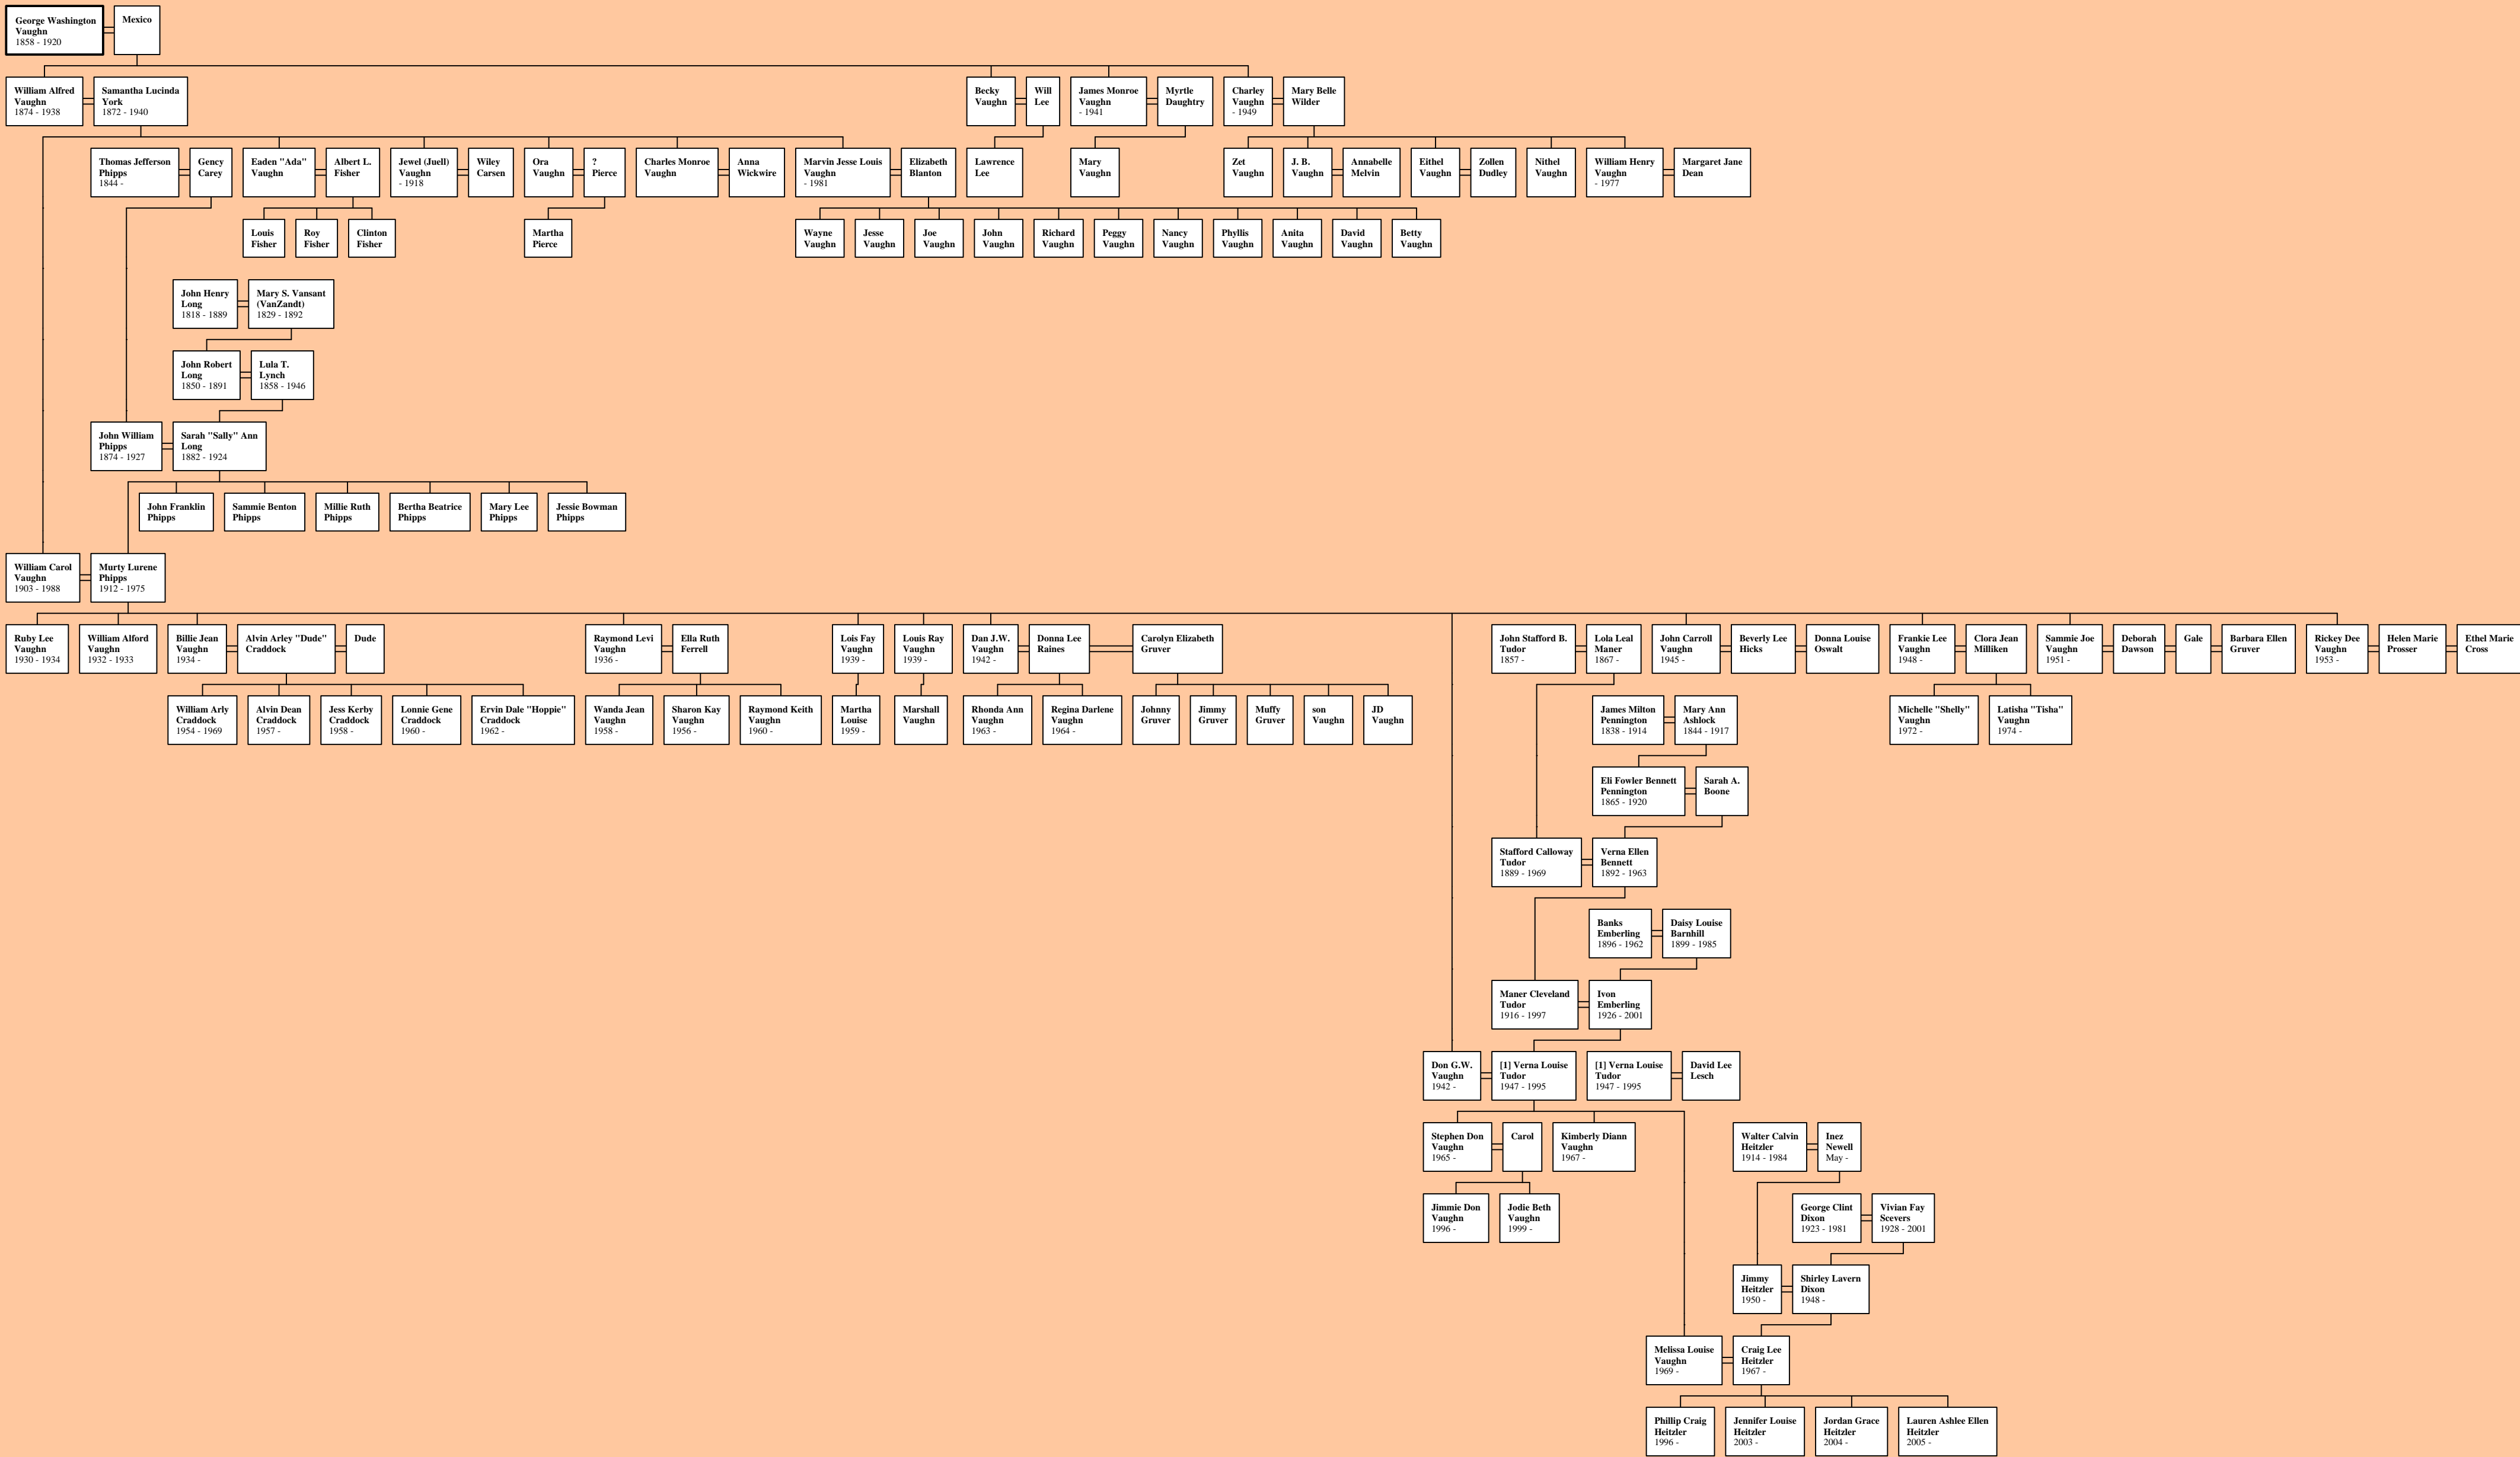 George Washington
Vaughn
1858 - 1920
Mexico
William Alfred
Vaughn
1874 - 1938
Samantha Lucinda
York
1872 - 1940
Becky
Vaughn
Will
Lee
James Monroe
Vaughn
- 1941
Myrtle
Daughtry
Charley
Vaughn
- 1949
Mary Belle
Wilder
Thomas Jefferson
Phipps
1844 -
Gency
Carey
Eaden "Ada"
Vaughn
Albert L.
Fisher
Jewel (Juell)
Vaughn
- 1918
Wiley
Carsen
Ora
Vaughn
?
Pierce
Charles Monroe
Vaughn
Anna
Wickwire
Marvin Jesse Louis
Vaughn
- 1981
Elizabeth
Blanton
Lawrence
Lee
Mary
Vaughn
Zet
Vaughn
J. B.
Vaughn
Annabelle
Melvin
Eithel
Vaughn
Zollen
Dudley
Nithel
Vaughn
William Henry
Vaughn
- 1977
Margaret Jane
Dean
Louis
Fisher
Roy
Fisher
Clinton
Fisher
Martha
Pierce
Wayne
Vaughn
Jesse
Vaughn
Joe
Vaughn
John
Vaughn
Richard
Vaughn
Peggy
Vaughn
Nancy
Vaughn
Phyllis
Vaughn
Anita
Vaughn
David
Vaughn
Betty
Vaughn
John Henry
Long
1818 - 1889
Mary S. Vansant
(VanZandt)
1829 - 1892
John Robert
Long
1850 - 1891
Lula T.
Lynch
1858 - 1946
John William
Phipps
1874 - 1927
Sarah "Sally" Ann
Long
1882 - 1924
John Franklin
Phipps
Sammie Benton
Phipps
Millie Ruth
Phipps
Bertha Beatrice
Phipps
Mary Lee
Phipps
Jessie Bowman
Phipps
William Carol
Vaughn
1903 - 1988
Murty Lurene
Phipps
1912 - 1975
Ruby Lee
Vaughn
1930 - 1934
William Alford
Vaughn
1932 - 1933
Billie Jean
Vaughn
1934 -
Alvin Arley "Dude"
Craddock
Dude
Raymond Levi
Vaughn
1936 -
Ella Ruth
Ferrell
Lois Fay
Vaughn
1939 -
Louis Ray
Vaughn
1939 -
Dan J.W.
Vaughn
1942 -
Donna Lee
Raines
Carolyn Elizabeth
Gruver
John Stafford B.
Tudor
1857 -
Lola Leal
Maner
1867 -
John Carroll
Vaughn
1945 -
Beverly Lee
Hicks
Donna Louise
Oswalt
Frankie Lee
Vaughn
1948 -
Clora Jean
Milliken
Sammie Joe
Vaughn
1951 -
Deborah
Dawson
Gale
Barbara Ellen
Gruver
Rickey Dee
Vaughn
1953 -
Helen Marie
Prosser
Ethel Marie
Cross
William Arly
Craddock
1954 - 1969
Alvin Dean
Craddock
1957 -
Jess Kerby
Craddock
1958 -
Lonnie Gene
Craddock
1960 -
Ervin Dale "Hoppie"
Craddock
1962 -
Wanda Jean
Vaughn
1958 -
Sharon Kay
Vaughn
1956 -
Raymond Keith
Vaughn
1960 -
Martha
Louise
1959 -
Marshall
Vaughn
Rhonda Ann
Vaughn
1963 -
Regina Darlene
Vaughn
1964 -
Johnny
Gruver
Jimmy
Gruver
Muffy
Gruver
son
Vaughn
JD
Vaughn
James Milton
Pennington
1838 - 1914
Mary Ann
Ashlock
1844 - 1917
Michelle "Shelly"
Vaughn
1972 -
Latisha "Tisha"
Vaughn
1974 -
Eli Fowler Bennett
Pennington
1865 - 1920
Sarah A.
Boone
Stafford Calloway
Tudor
1889 - 1969
Verna Ellen
Bennett
1892 - 1963
Banks
Emberling
1896 - 1962
Daisy Louise
Barnhill
1899 - 1985
Maner Cleveland
Tudor
1916 - 1997
Ivon
Emberling
1926 - 2001
Don G.W.
Vaughn
1942 -
[1] Verna Louise
Tudor
1947 - 1995
[1] Verna Louise
Tudor
1947 - 1995
David Lee
Lesch
Stephen Don
Vaughn
1965 -
Carol
Kimberly Diann
Vaughn
1967 -
Walter Calvin
Heitzler
1914 - 1984
Inez
Newell
May -
Jimmie Don
Vaughn
1996 -
Jodie Beth
Vaughn
1999 -
George Clint
Dixon
1923 - 1981
Vivian Fay
Scevers
1928 - 2001
Jimmy
Heitzler
1950 -
Shirley Lavern
Dixon
1948 -
Melissa Louise
Vaughn
1969 -
Craig Lee
Heitzler
1967 -
Phillip Craig
Heitzler
1996 -
Jennifer Louise
Heitzler
2003 -
Jordan Grace
Heitzler
2004 -
Lauren Ashlee Ellen
Heitzler
2005 -